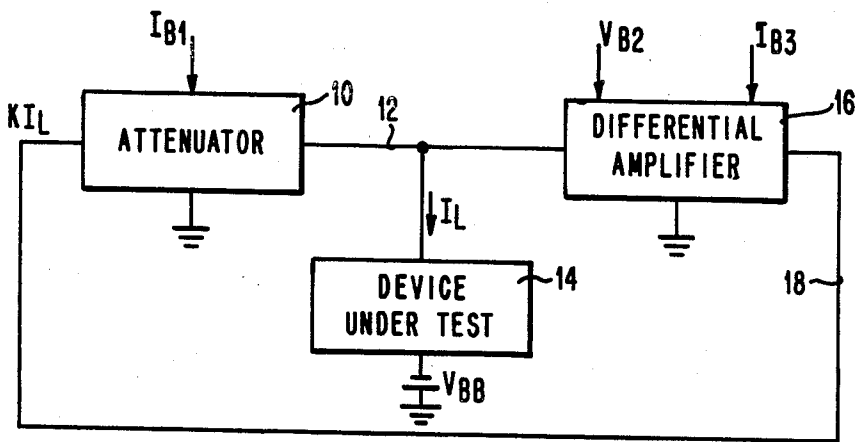 I_B1
V_B2
I_B3
10
12
16
KI_L
ATTENUATOR
DIFFERENTIAL
AMPLIFIER
I_L
14
18
DEVICE
UNDER TEST
V_BB